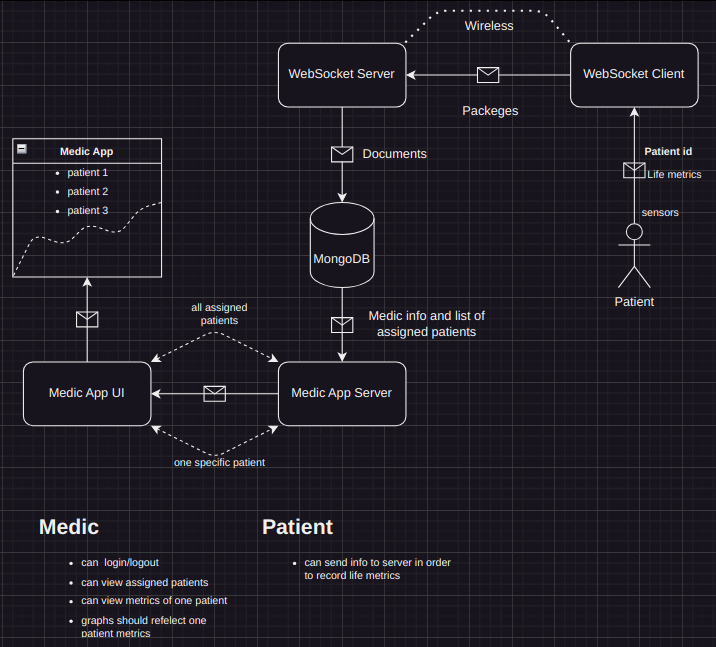 Wireless
WebSocket Server
WebSocket Client
Packeges
Medic App
patient 1
patient 2
patient 3
Documents
Patient id
Life metrics
sensors
MongoDB
Patient
all assigned
patients
Medic info and list of
assigned patients
Medic App UI
Medic App Server
one specific patient
Medic
can login/logout
can view assigned patients
can view metrics of one patient
graphs should refelect one
patient metrics
Patient
can send info to server in order
to record life metrics